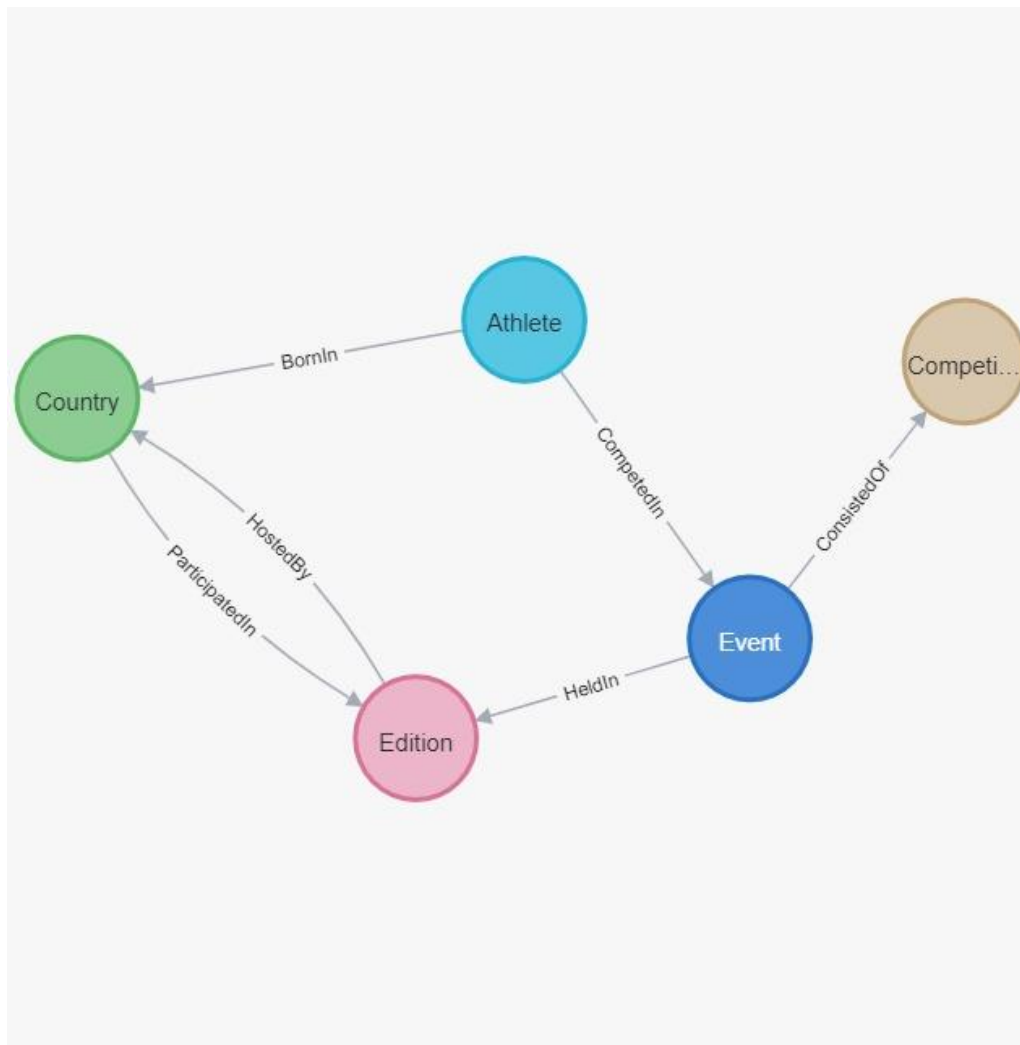 Athlete
BornIn
Competi...
Country
CompetedIn
ConsistedOf
HostedBy
ParticipatedIn
Event
HeldIn
Edition